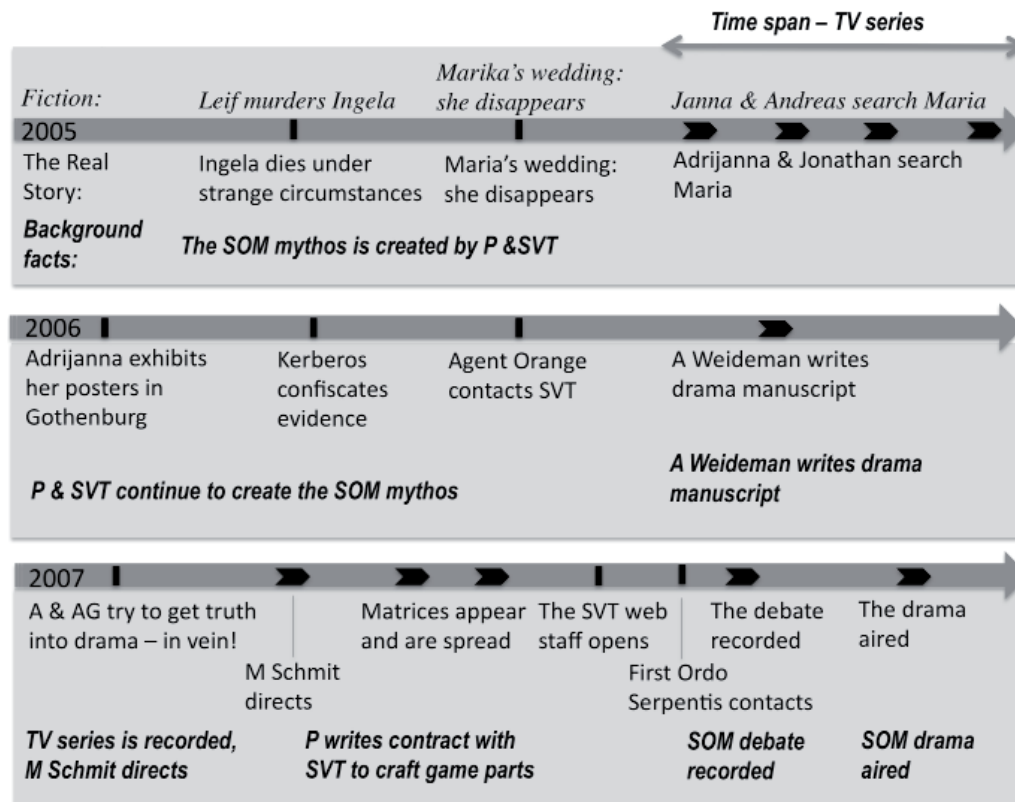 Time span – TV series
Marika's wedding:
Fiction: Leif murders Ingela she disappears Janna & Andreas search Maria
2005
The Real Story:
Ingela dies under
strange circumstances
Maria's wedding:
she disappears
Adrijanna & Jonathan search
Maria
Background
facts:
The SOM mythos is created by P &SVT
2006
Adrijanna exhibits
her posters in
Gothenburg
Kerberos
confiscates
evidence
Agent Orange
contacts SVT
A Weideman writes
drama manuscript
P & SVT continue to create the SOM mythos
A Weideman writes drama
manuscript
2007
A & AG try to get truth
into drama – in vein!
M Schmit
directs
Matrices appear
and are spread
The SVT web
staff opens
First Ordo
Serpentis contacts
The debate
recorded
The drama
aired
TV series is recorded,
M Schmit directs
P writes contract with
SVT to craft game parts
SOM debate
recorded
SOM drama
aired